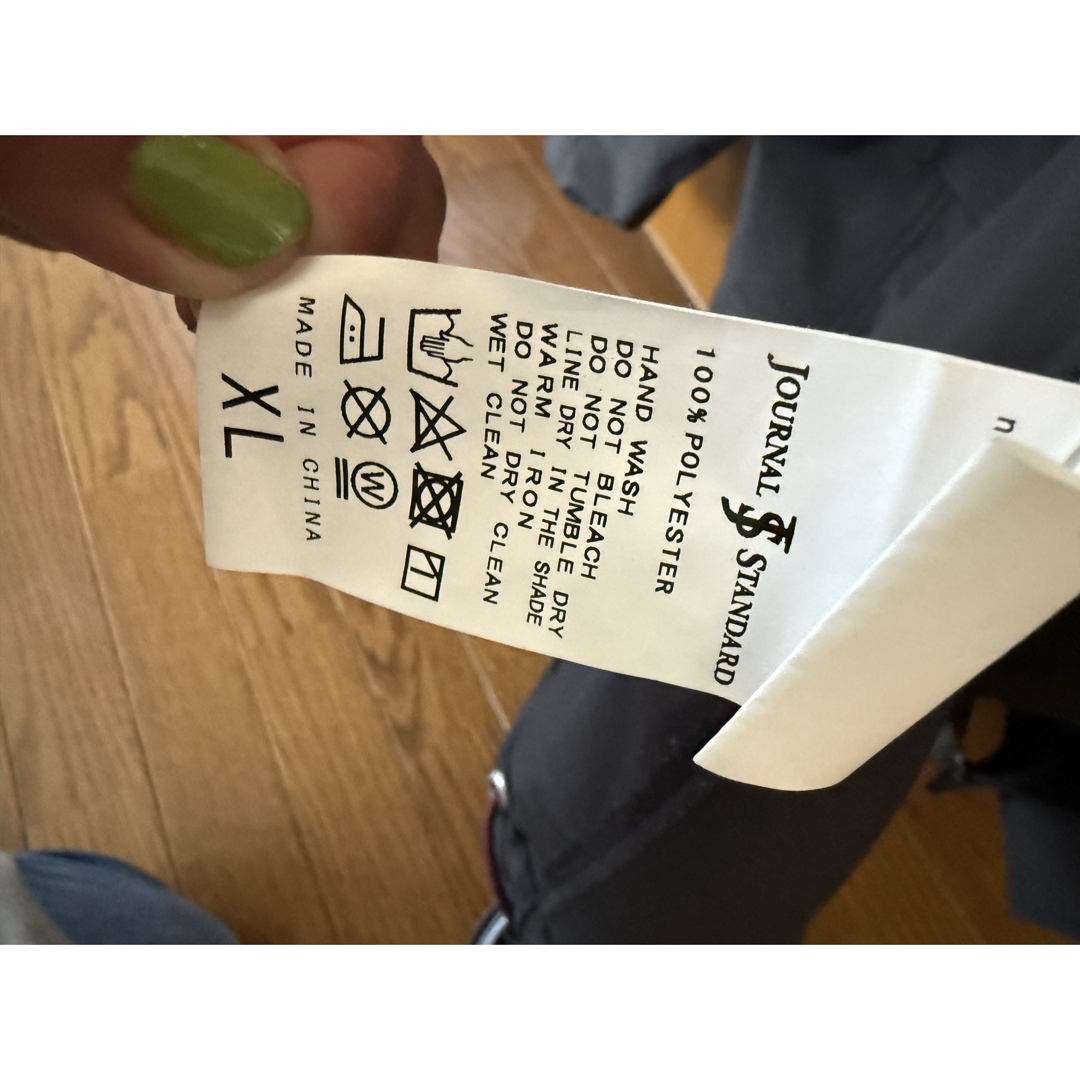 n
JOURNAL JS STANDARD
100% POLYESTER
HAND WASH
DO NOT BLEACH
DO NOT TUMBLE DRY
LINE DRY IN THE SHADE
WARM IRON
DO NOT DRY CLEAN
WET CLEAN
W
MADE IN CHINA
XL